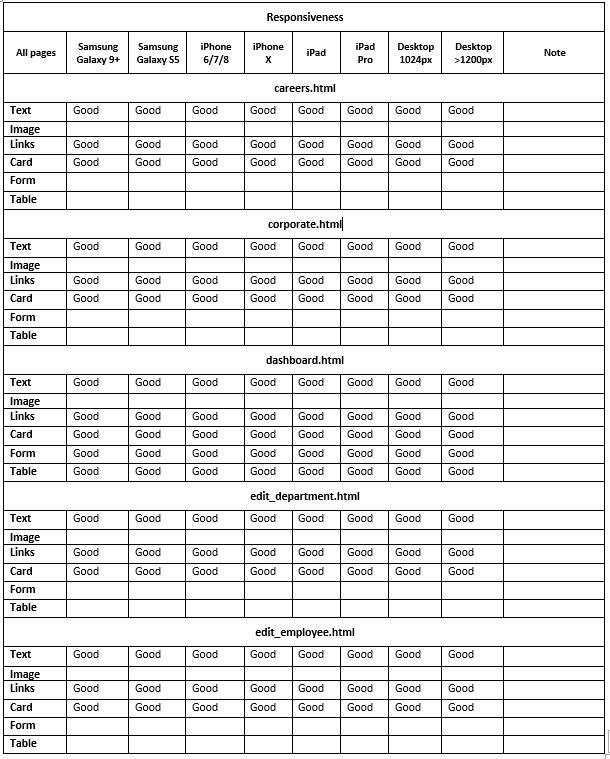 Responsiveness
All pages Samsung Galaxy 9+ Samsung Galaxy S5 iPhone 6/7/8 iPhone X iPad iPad Pro Desktop 1024px Desktop >1200px Note
careers.html
Text Good Good Good Good Good Good Good Good
Image
Links Good Good Good Good Good Good Good Good
Card Good Good Good Good Good Good Good Good
Form
Table
corporate.html
Text Good Good Good Good Good Good Good Good
Image
Links Good Good Good Good Good Good Good Good
Card Good Good Good Good Good Good Good Good
Form
Table
dashboard.html
Text Good Good Good Good Good Good Good Good
Image
Links Good Good Good Good Good Good Good Good
Card Good Good Good Good Good Good Good Good
Form Good Good Good Good Good Good Good Good
Table Good Good Good Good Good Good Good Good
edit_department.html
Text Good Good Good Good Good Good Good Good
Image
Links Good Good Good Good Good Good Good Good
Card Good Good Good Good Good Good Good Good
Form
Table
edit_employee.html
Text Good Good Good Good Good Good Good Good
Image
Links Good Good Good Good Good Good Good Good
Card Good Good Good Good Good Good Good Good
Form
Table